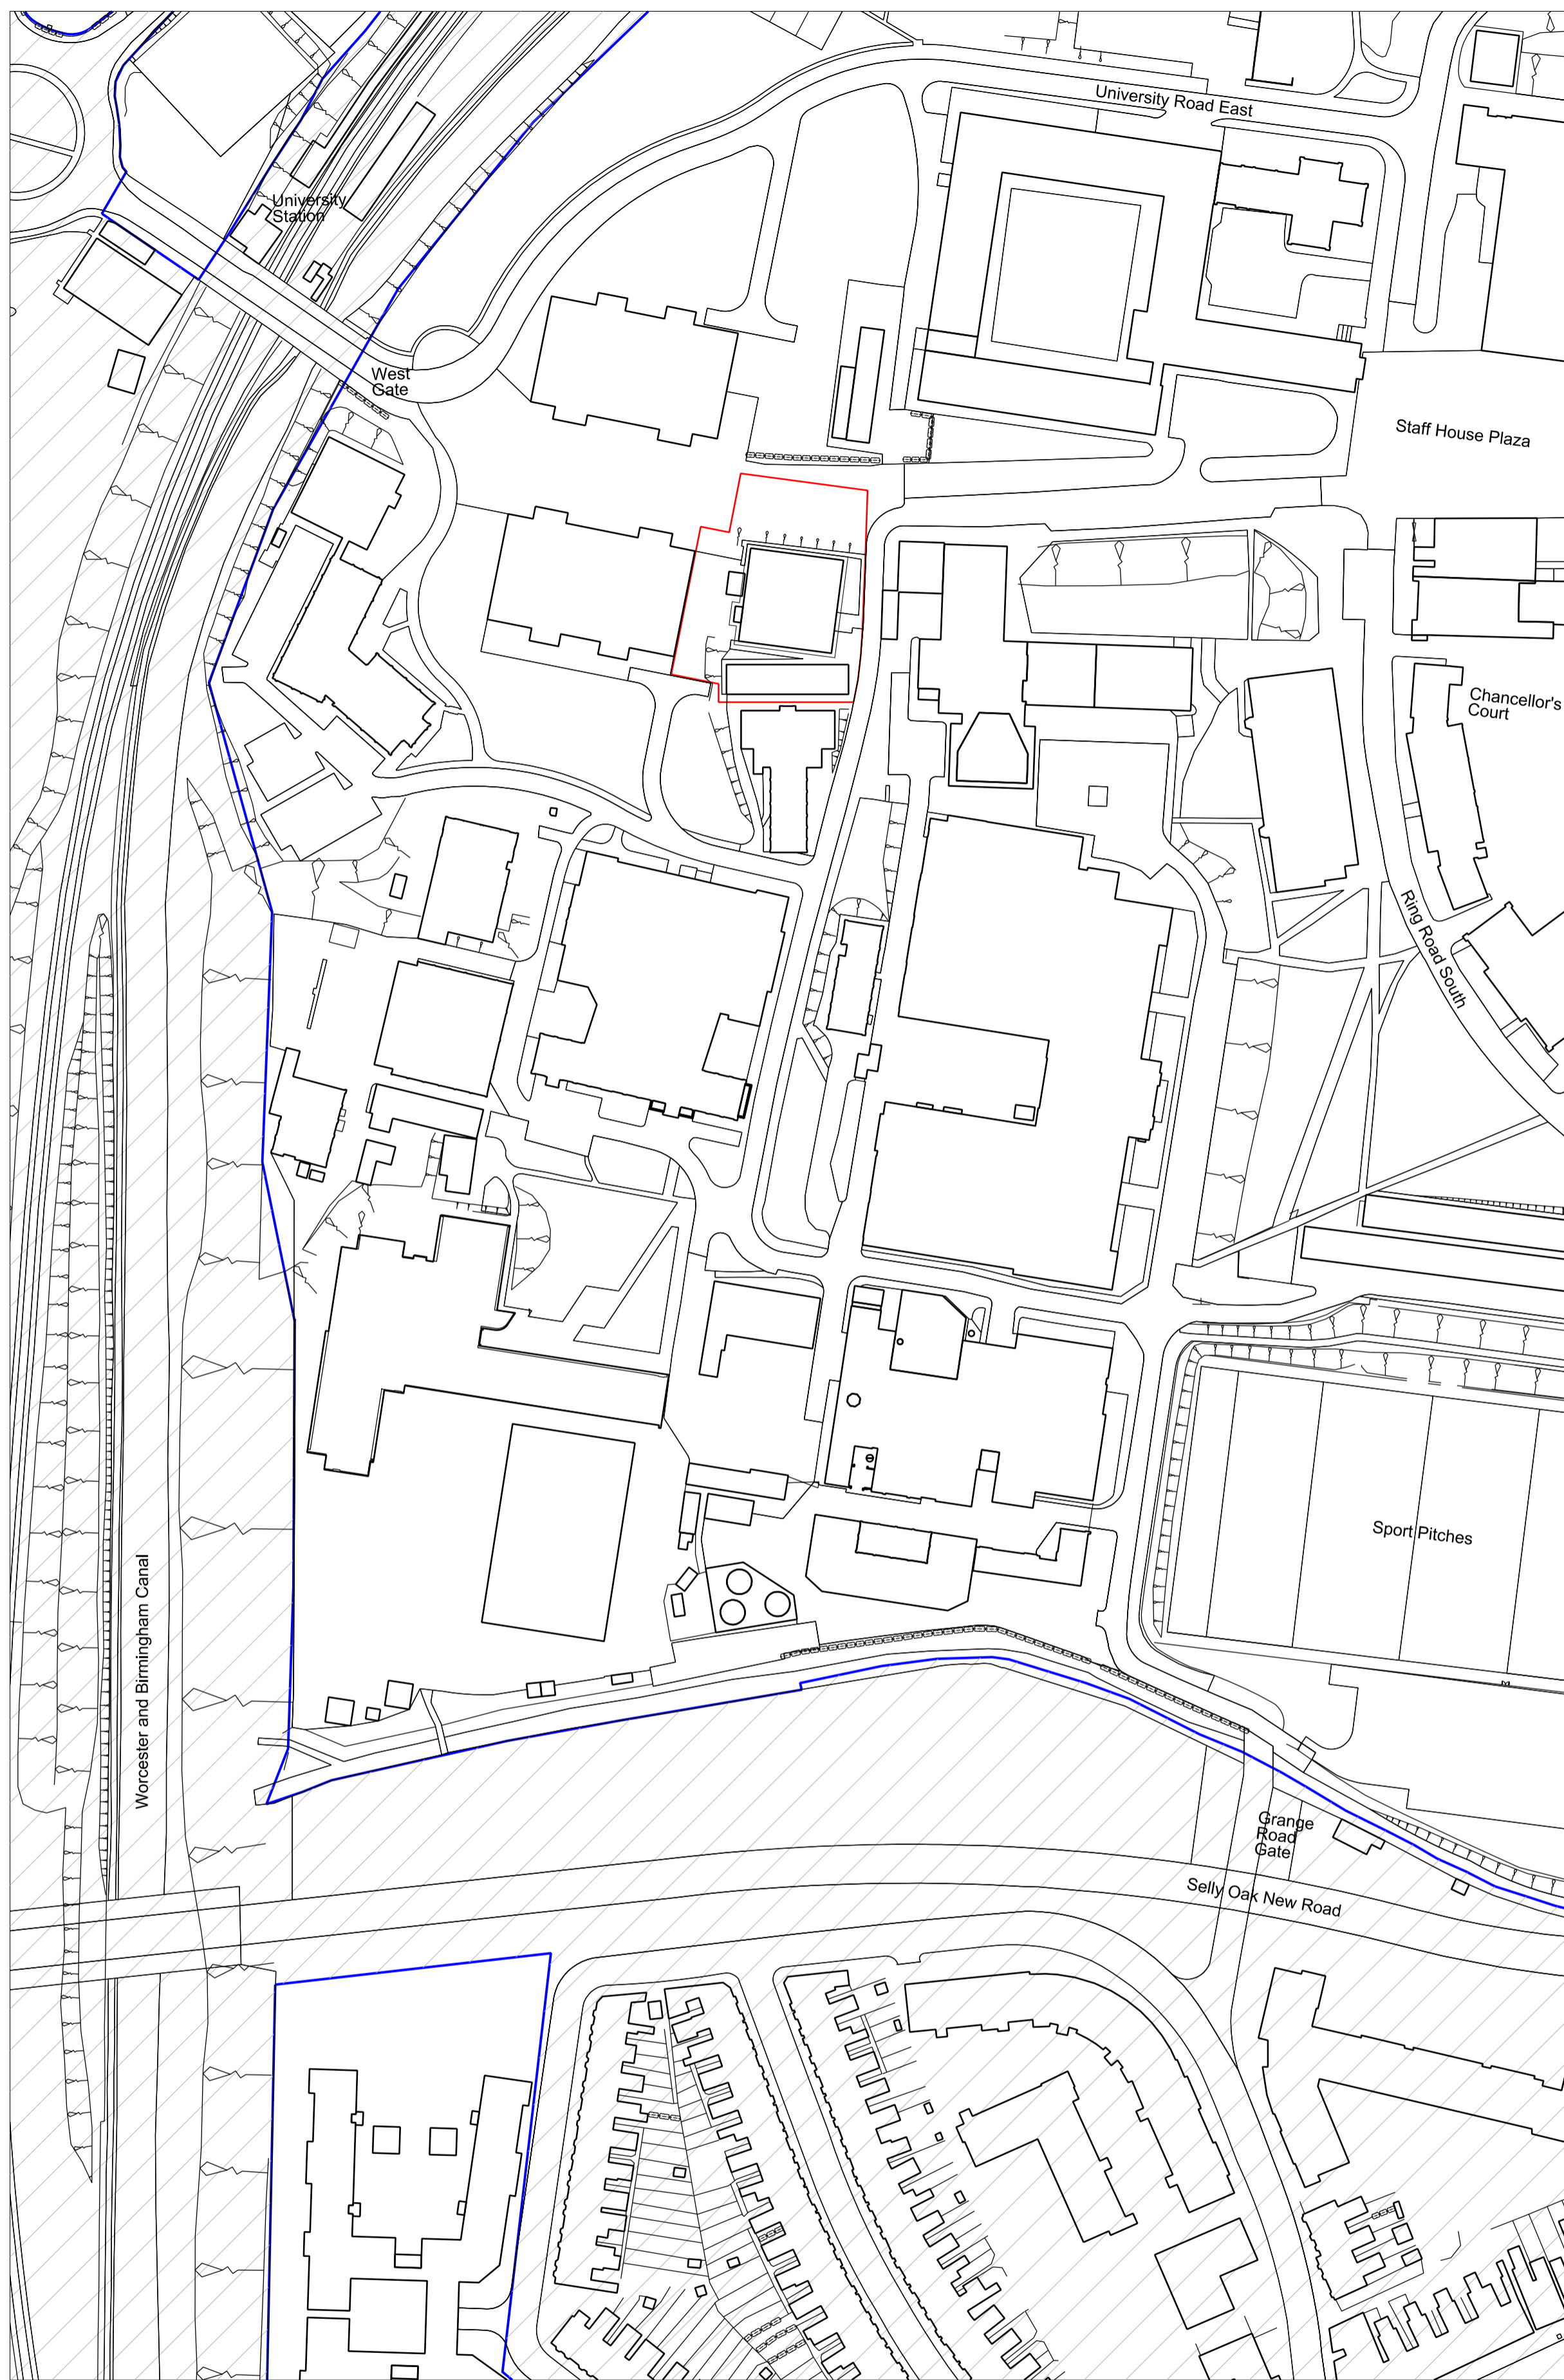 University Road East
University
Station
West
Gate
Staff House Plaza
Chancellor's
Court
Ring Road South
Sport Pitches
Worcester and Birmingham Canal
Grange
Road
Gate
Selly Oak New Road